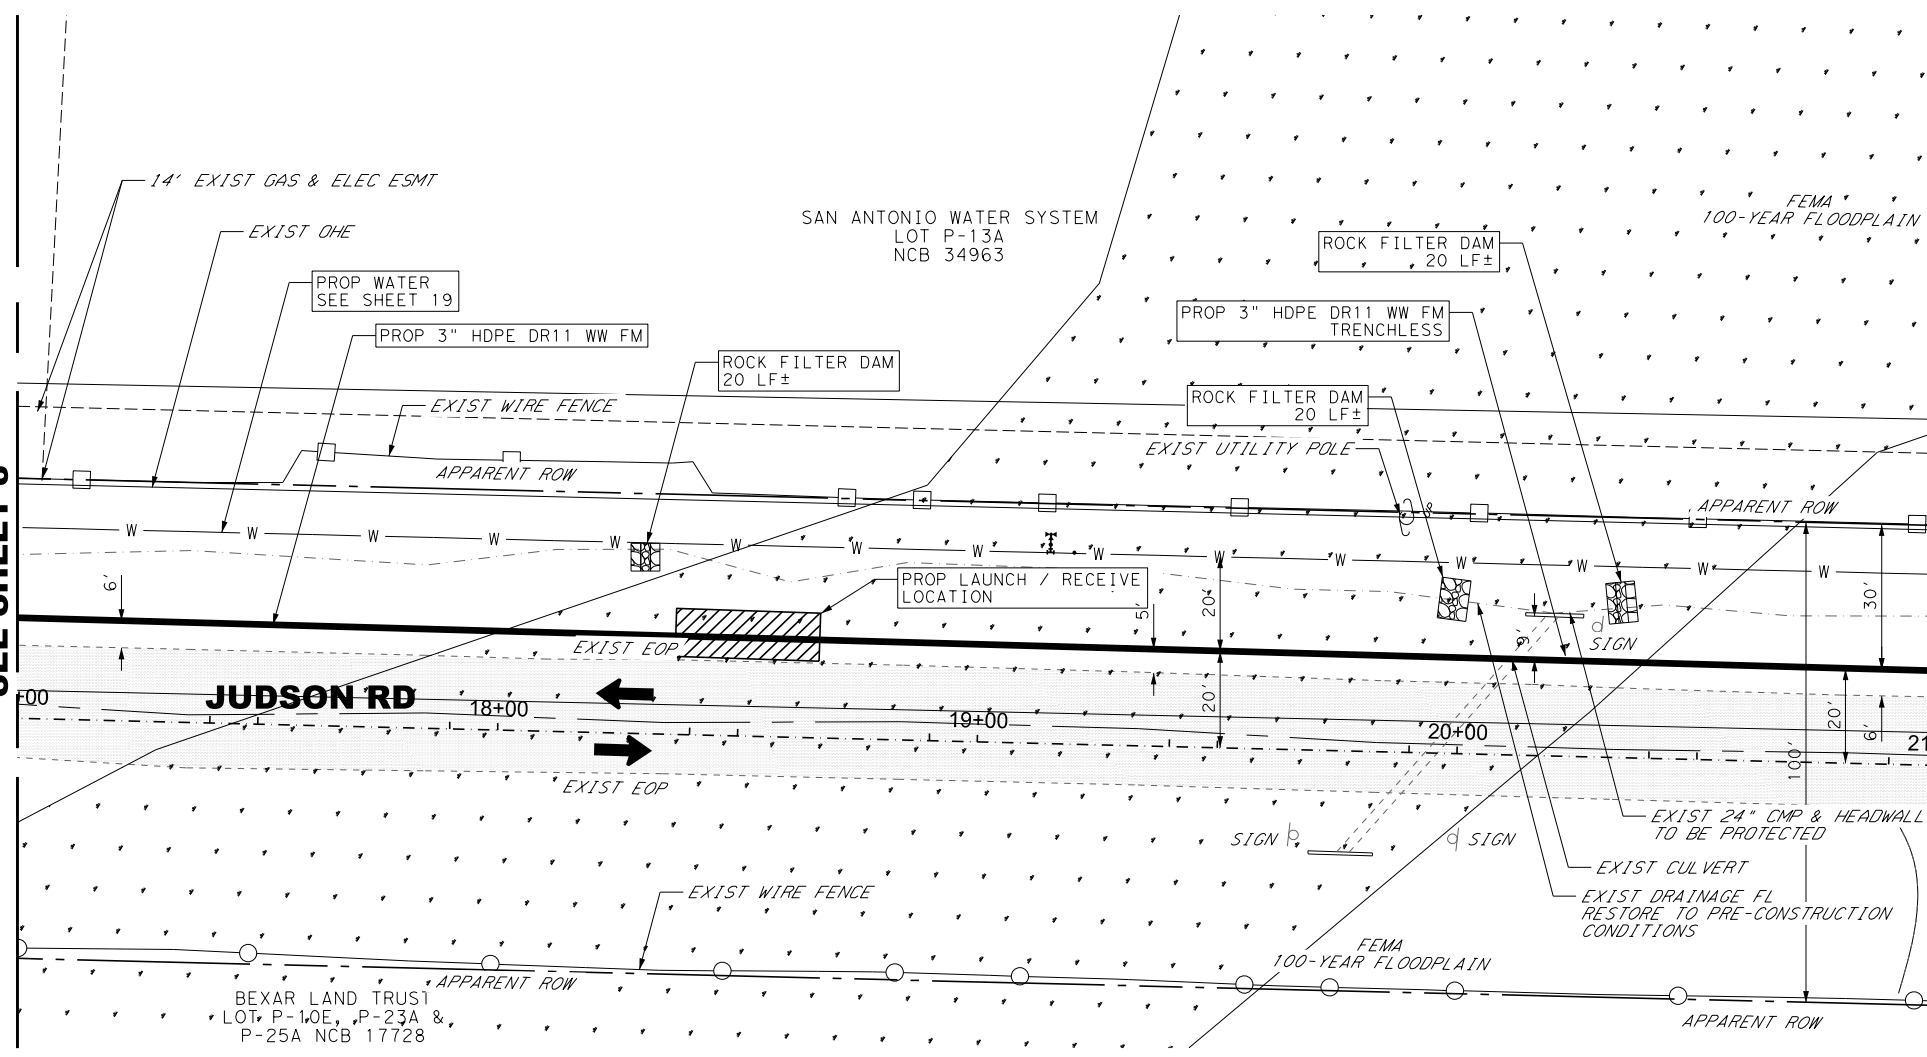 14' EXIST GAS & ELEC ESMT
EXIST OHE
PROP WATER
SEE SHEET 19
PROP 3" HDPE DR11 WW FM
ROCK FILTER DAM
20 LF±
SAN ANTONIO WATER SYSTEM
LOT P-13A
NCB 34963
FEMA
100-YEAR FLOODPLAIN
ROCK FILTER DAM
20 LF±
PROP 3" HDPE DR11 WW FM
TRENCHLESS
ROCK FILTER DAM
20 LF±
EXIST WIRE FENCE
EXIST UTILITY POLE
APPARENT ROW
APPARENT ROW
W W W W W W W W W W W W W W W
PROP LAUNCH / RECEIVE
LOCATION
6'
5'
20'
20'
6'
30'
20'
6'
100'
SIGN
EXIST EOP
JUDSON RD
+00
18+00
19+00
20+00
21
EXIST EOP
SIGN
SIGN
EXIST 24" CMP & HEADWALL
TO BE PROTECTED
EXIST CULVERT
EXIST DRAINAGE FL
RESTORE TO PRE-CONSTRUCTION
CONDITIONS
EXIST WIRE FENCE
FEMA
100-YEAR FLOODPLAIN
APPARENT ROW
BEXAR LAND TRUST
LOT P-10E, P-23A &
P-25A NCB 17728
APPARENT ROW